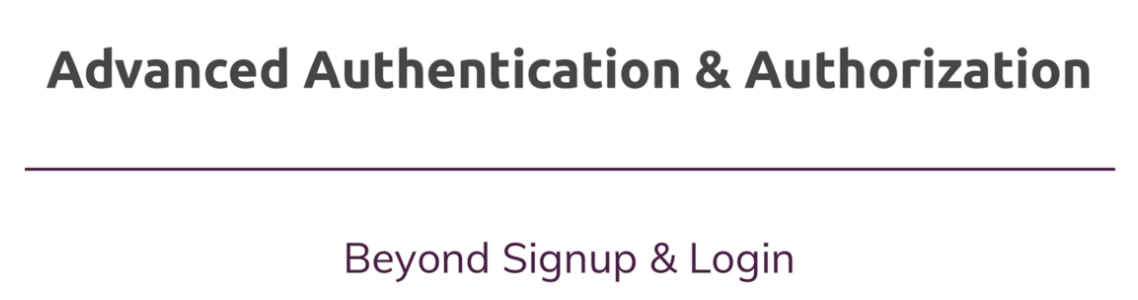 Advanced Authentication & Authorization
Beyond Signup & Login